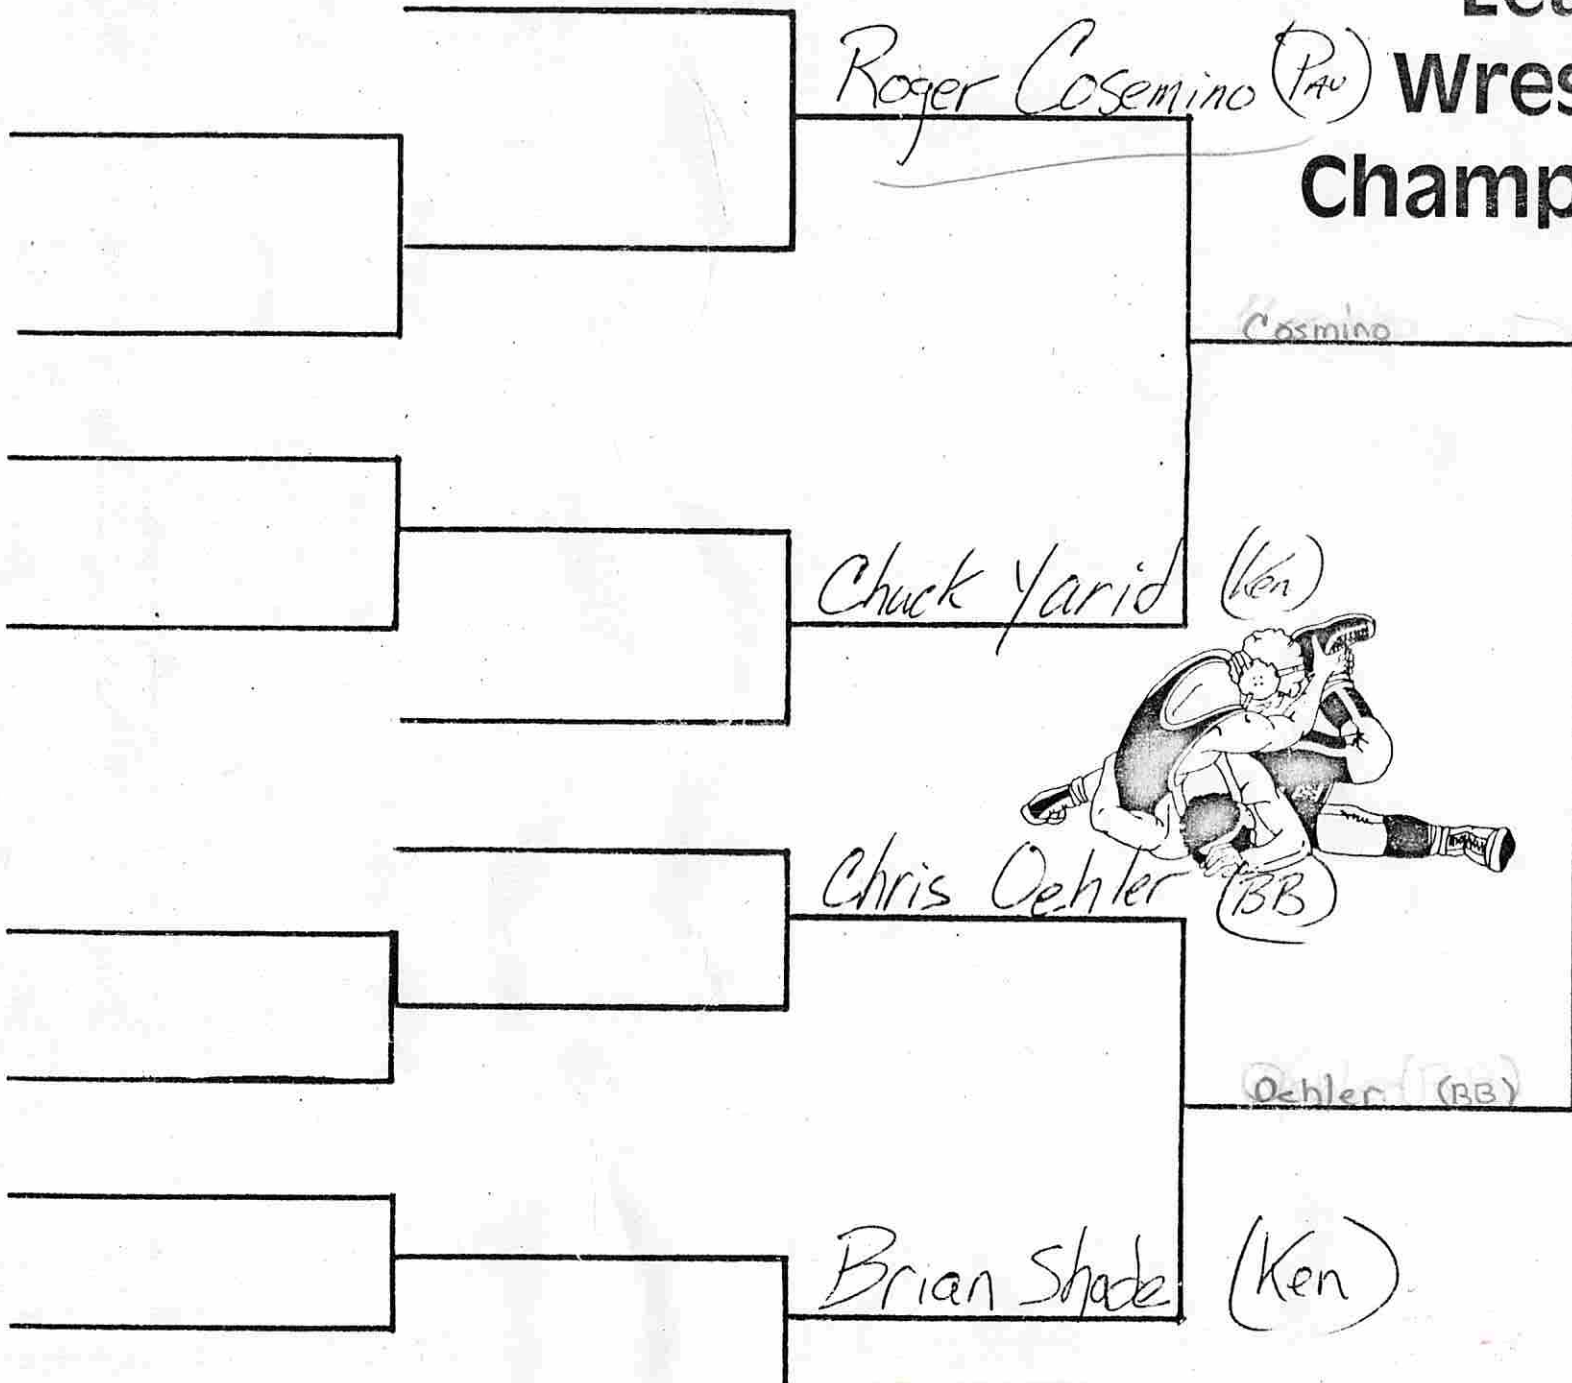 Roger Cosemino (PAU)
Wres
Champ
Cosmino
Chuck Yarid (Ken)
Chris Oehler (BB)
Oehler (BB)
Brian Shade (Ken)